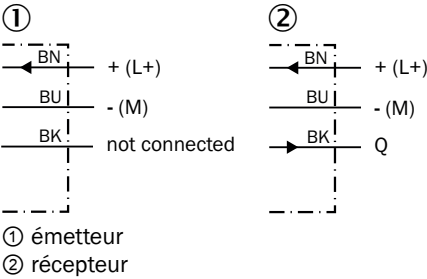 ① ②
BN + (L+) BN + (L+)
BU - (M) BU - (M)
BK not connected BK Q
① émetteur
② récepteur